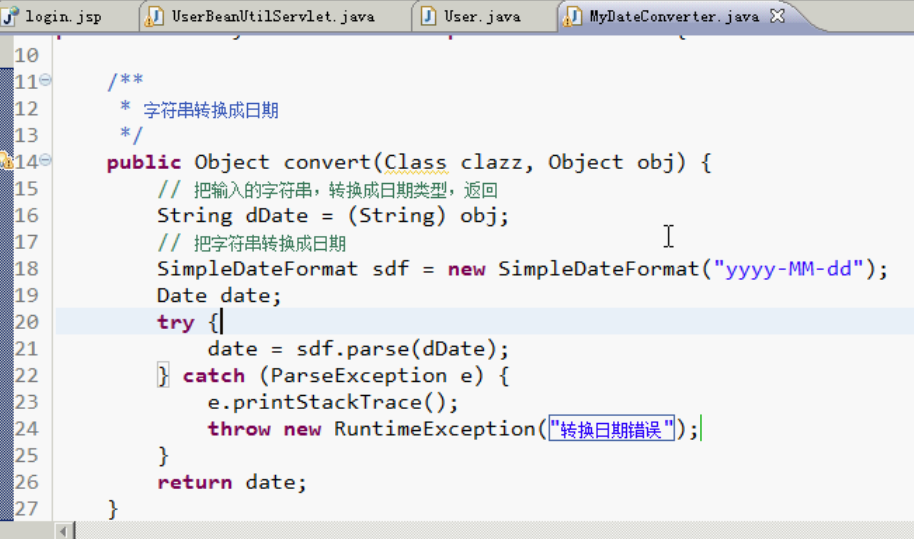 login.jsp UserBeanUtilServlet.java User.java MyDateConverter.java
10
11 /**
12 * 字符串转换成日期
13 */
14 public Object convert(Class clazz, Object obj) {
15 // 把输入的字符串，转换成日期类型，返回
16 String dDate = (String) obj;
17 // 把字符串转换成日期
18 SimpleDateFormat sdf = new SimpleDateFormat("yyyy-MM-dd");
19 Date date;
20 try {
21 date = sdf.parse(dDate);
22 } catch (ParseException e) {
23 e.printStackTrace();
24 throw new RuntimeException("转换日期错误");
25 }
26 return date;
27 }